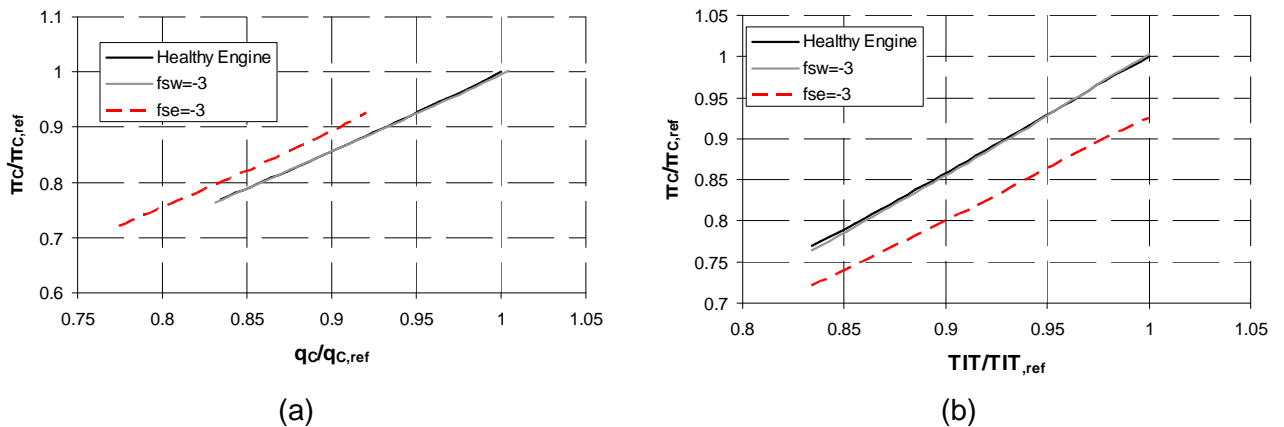 1.1
1
0.9
0.8
0.7
0.6
πC/πC,ref
Healthy Engine
fsw=-3
fse=-3
0.75 0.8 0.85 0.9 0.95 1 1.05
qC/qC,ref
(a)
1.05
1
0.95
0.9
0.85
0.8
0.75
0.7
πC/πC,ref
Healthy Engine
fsw=-3
fse=-3
0.8 0.85 0.9 0.95 1 1.05
TIT/TIT,ref
(b)